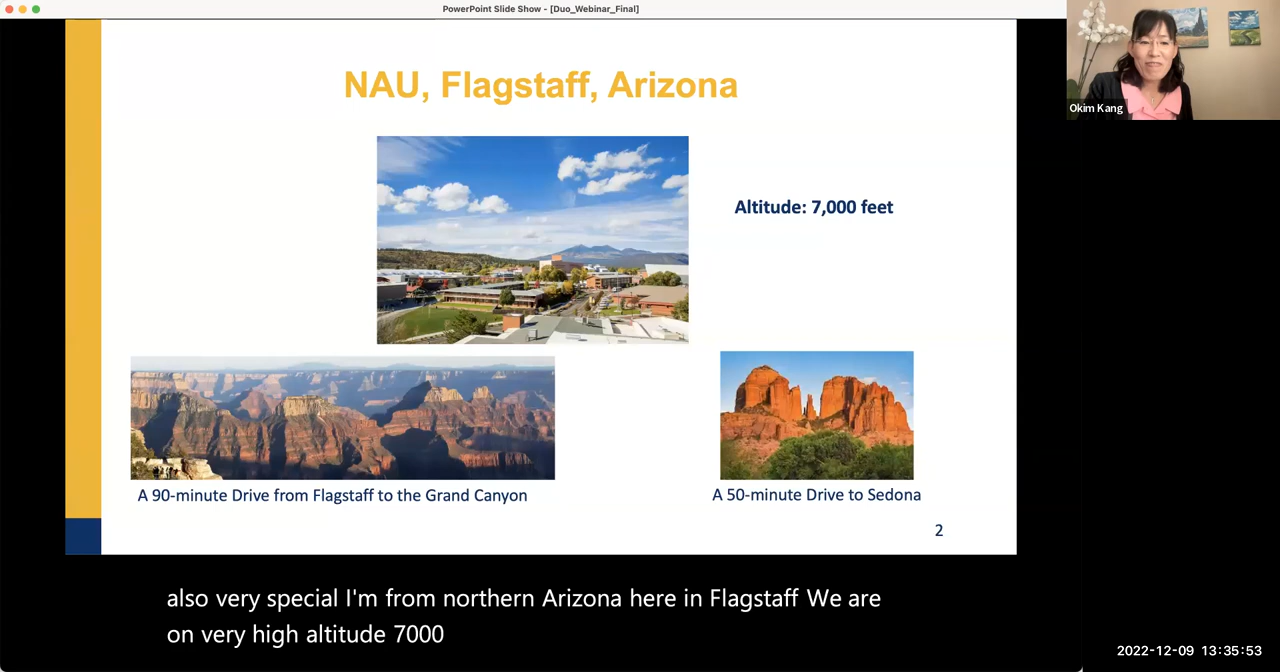 PowerPoint Slide Show - [Duo_Webinar_Final]
Okim Kang
NAU, Flagstaff, Arizona
Altitude: 7,000 feet
A 90-minute Drive from Flagstaff to the Grand Canyon
A 50-minute Drive to Sedona
2
also very special I'm from northern Arizona here in Flagstaff We are
on very high altitude 7000
2022-12-09 13:35:53